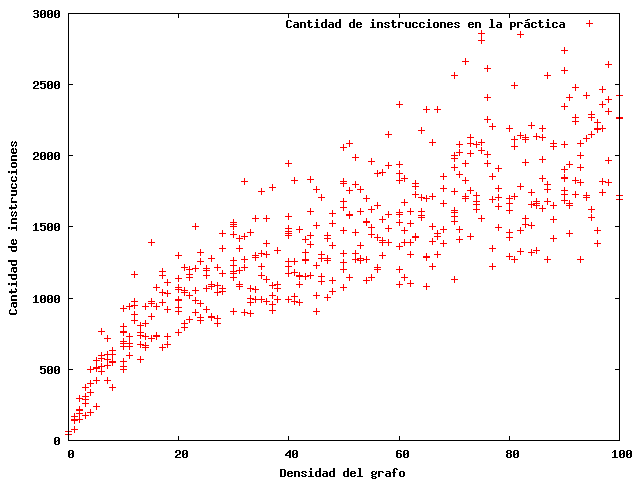 Cantidad de instrucciones en la práctica
3000
2500
2000
1500
1000
500
0
Cantidad de instrucciones
0 20 40 60 80 100
Densidad del grafo